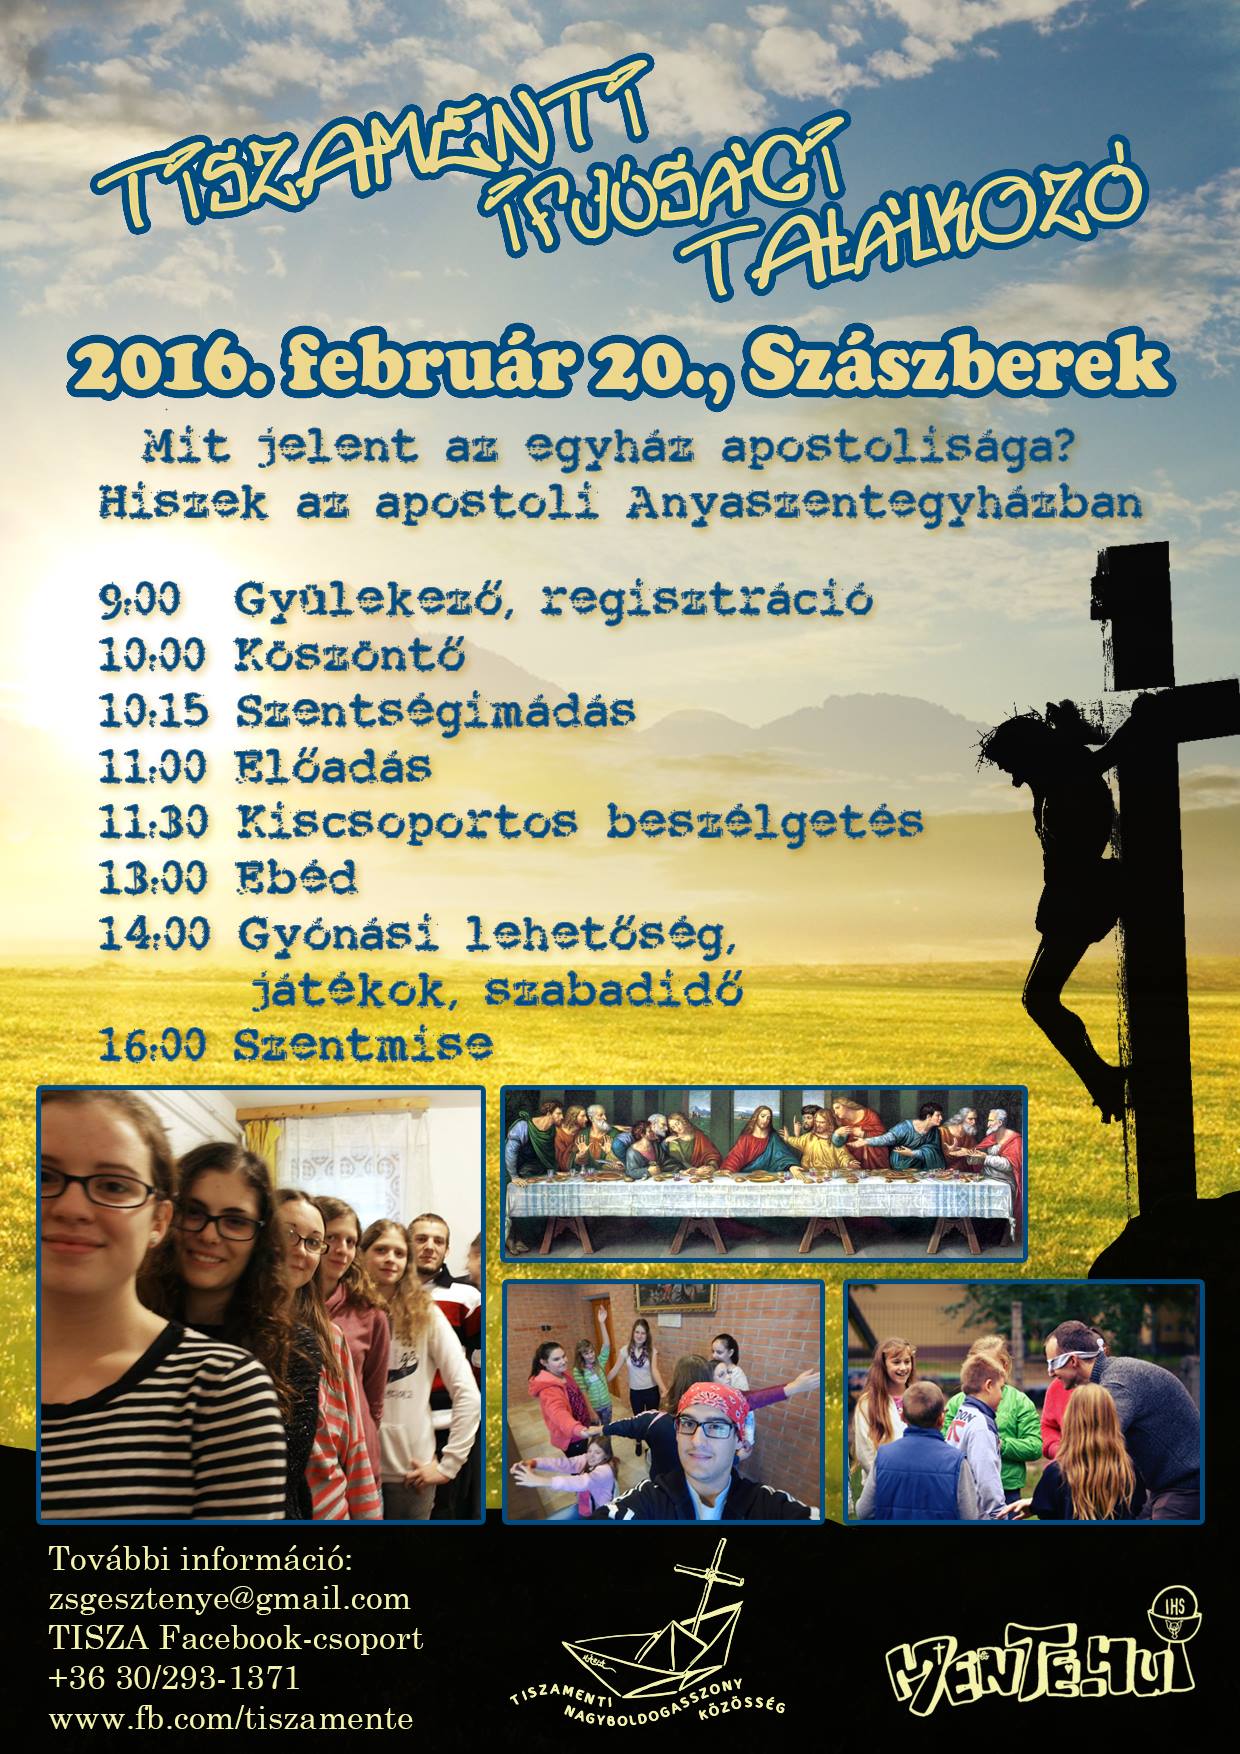 TISZAMENTI
IFJÚSÁGI
TALÁLKOZÓ
2016. február 20., Szászberek
Mit jelent az egyház apostolisága?
Hiszek az apostoli Anyaszentegyházban
9:00 Gyülekező, regisztráció
10:00 Köszöntő
10:15 Szentségimádás
11:00 Előadás
11:30 Kiscsoportos beszélgetés
13:00 Ebéd
14:00 Gyónási lehetőség,
játékok, szabadidő
16:00 Szentmise
További információ:
zsgesztenye@gmail.com
TISZA Facebook-csoport
+36 30/293-1371
www.fb.com/tiszamente
TISZAMENTI
NAGYBOLDOGASSZONY
KÖZÖSSÉG
IHS